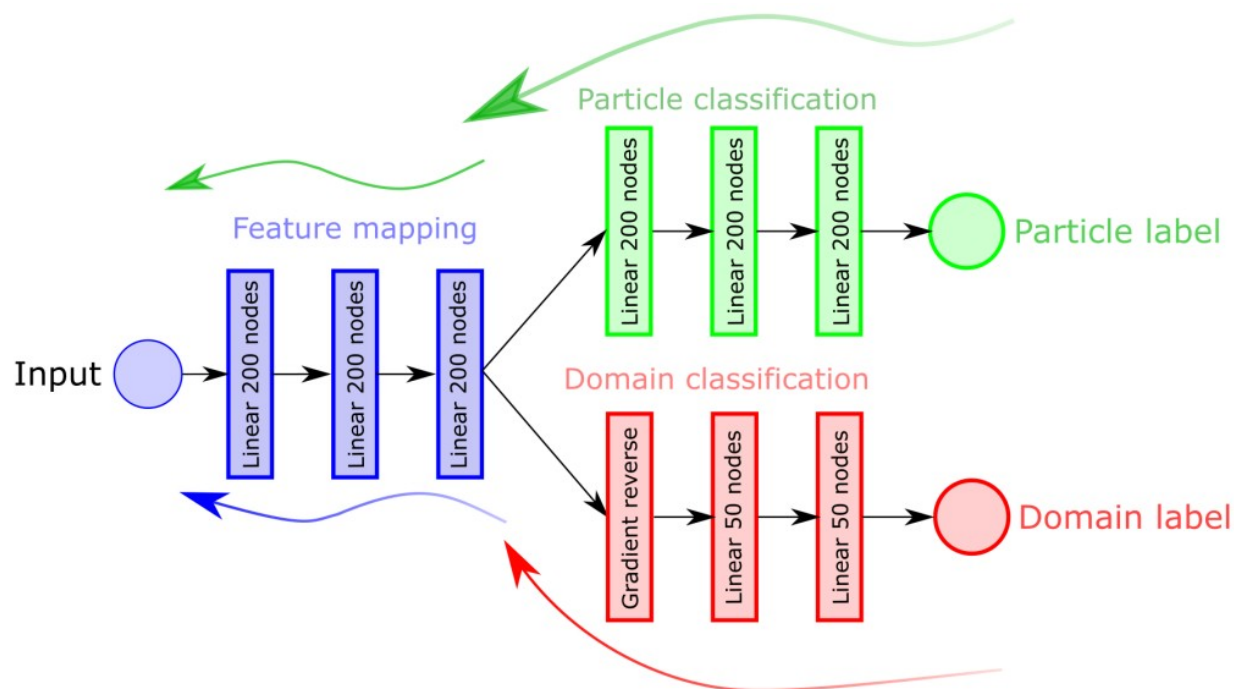 Particle classification
Linear 200 nodes
Linear 200 nodes
Linear 200 nodes
Particle label
Feature mapping
Input
Linear 200 nodes
Linear 200 nodes
Linear 200 nodes
Domain classification
Gradient reverse
Linear 50 nodes
Linear 50 nodes
Domain label